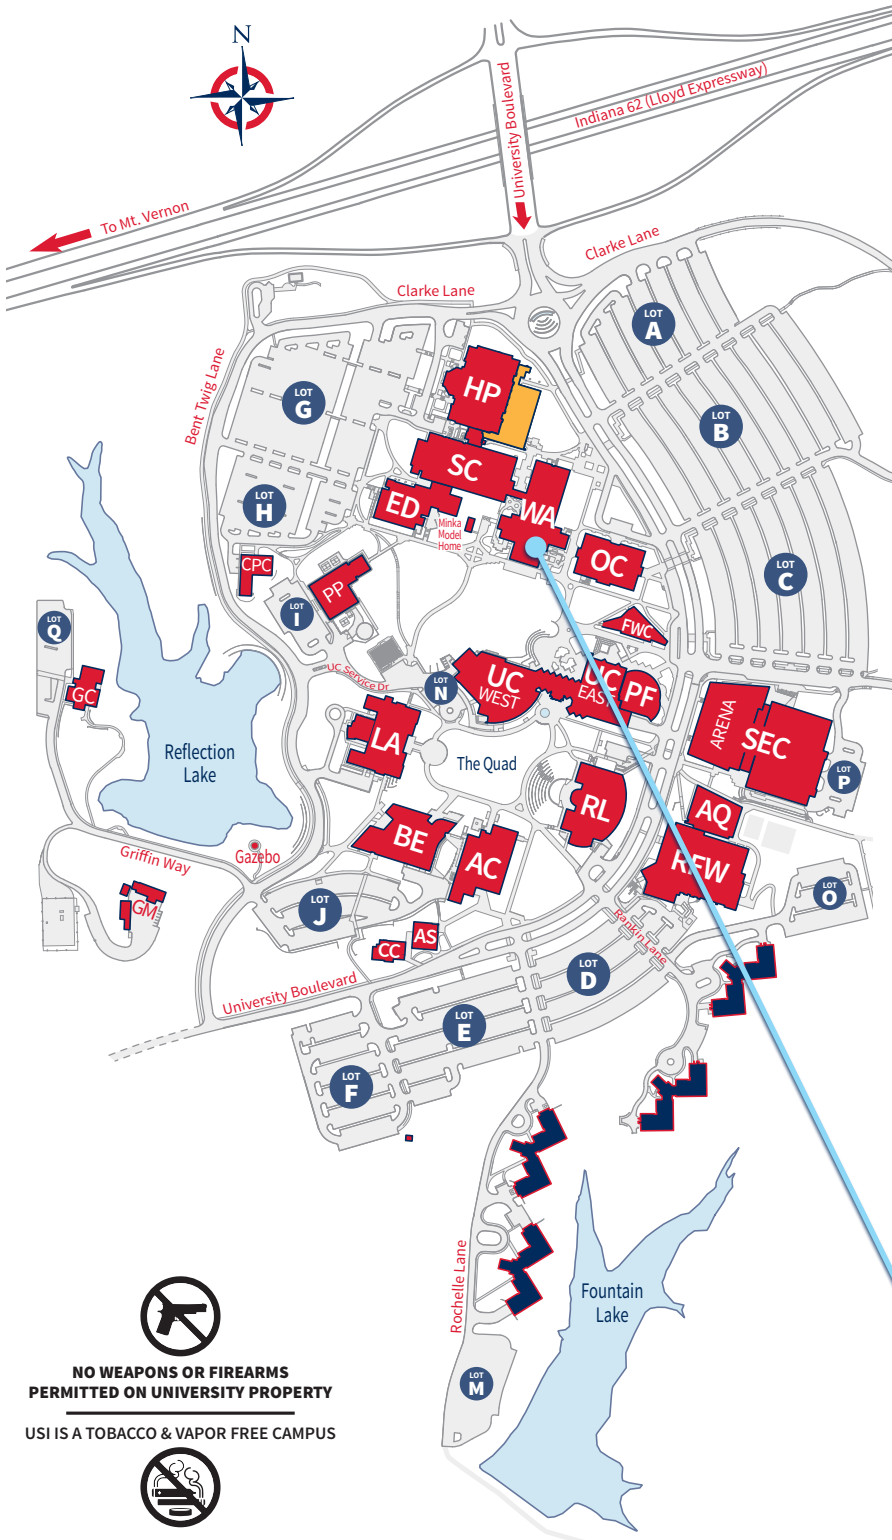 N
University Boulevard
Indiana 62 (Lloyd Expressway)
To Mt. Vernon
Clarke Lane
Clarke Lane
Bent Twig Lane
LOT
A
LOT
B
LOT
C
LOT
G
LOT
H
HP
SC
ED
WA
Minka
Model
Home
OC
CPC
PP
LOT
I
FWC
LOT
Q
GC
UC Service Dr.
LOT
N
UC
WEST
UC
EAST
PF
ARENA
SEC
LOT
P
Reflection
Lake
LA
The Quad
RL
AQ
RFW
BE
AC
Griffin Way
Gazebo
GM
LOT
J
LOT
O
CC
AS
Rankin Lane
University Boulevard
LOT
D
LOT
E
LOT
F
Rochelle Lane
Fountain
Lake
LOT
M
NO WEAPONS OR FIREARMS
PERMITTED ON UNIVERSITY PROPERTY
USI IS A TOBACCO & VAPOR FREE CAMPUS